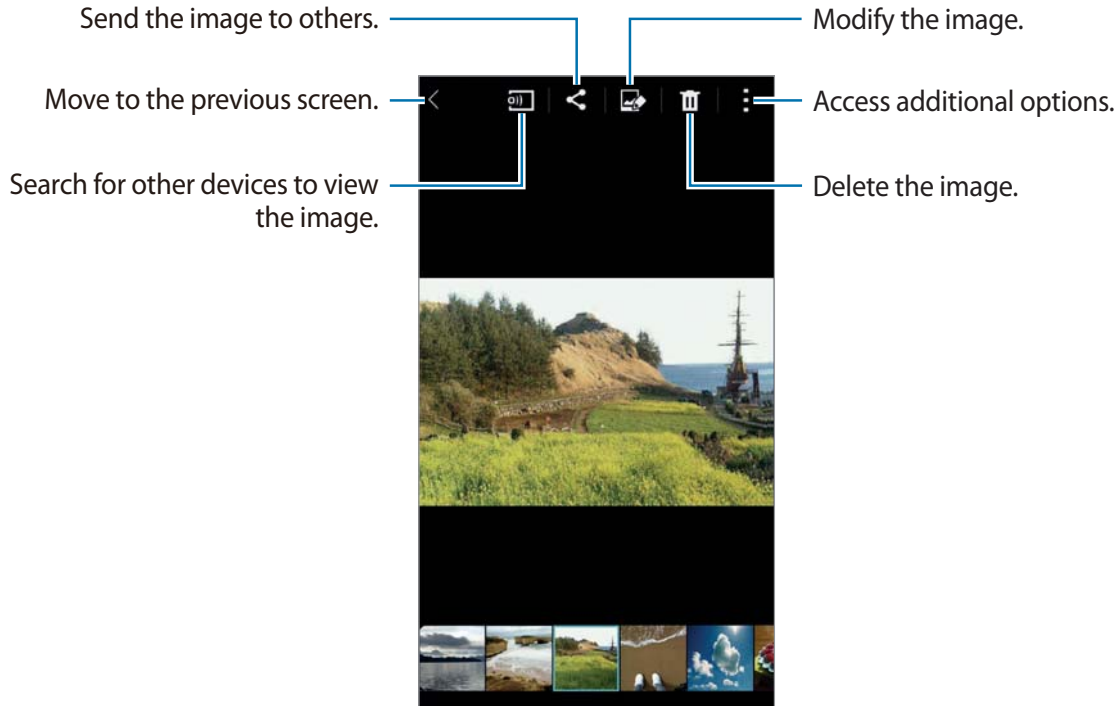 Send the image to others.
Modify the image.
Move to the previous screen.
Access additional options.
Search for other devices to view
the image.
Delete the image.